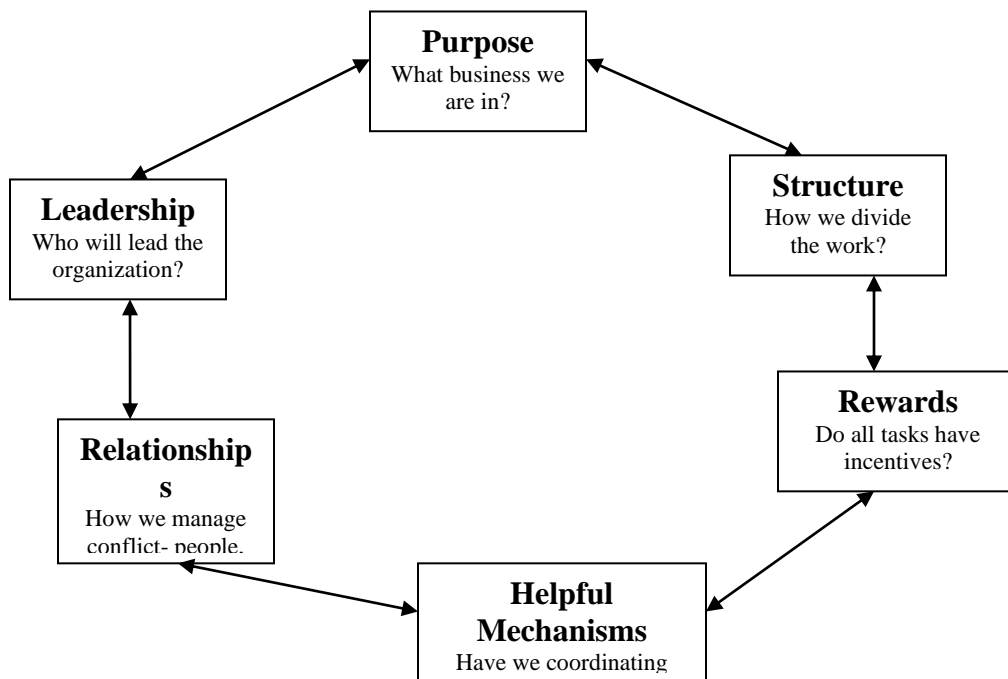 Purpose
What business we
are in?
Leadership
Who will lead the
organization?
Structure
How we divide
the work?
Rewards
Do all tasks have
incentives?
Relationship
s
How we manage
conflict- people,
Helpful
Mechanisms
Have we coordinating